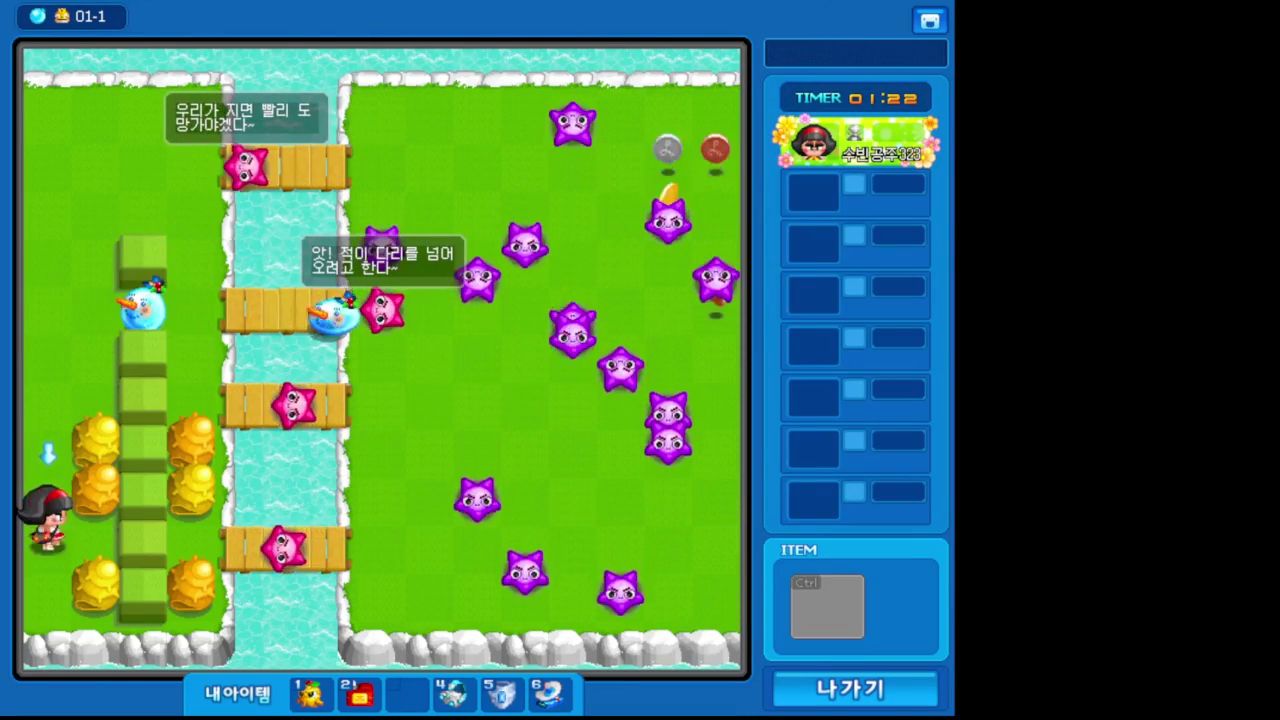 01-1
우리가 지면 빨리 도
망가야겠다~
앗! 적이 다리를 넘어
오려고 한다~
TIMER 01:22
수빈공주023
ITEM
Ctrl
나가기
내아이템
1
2
4
5
6